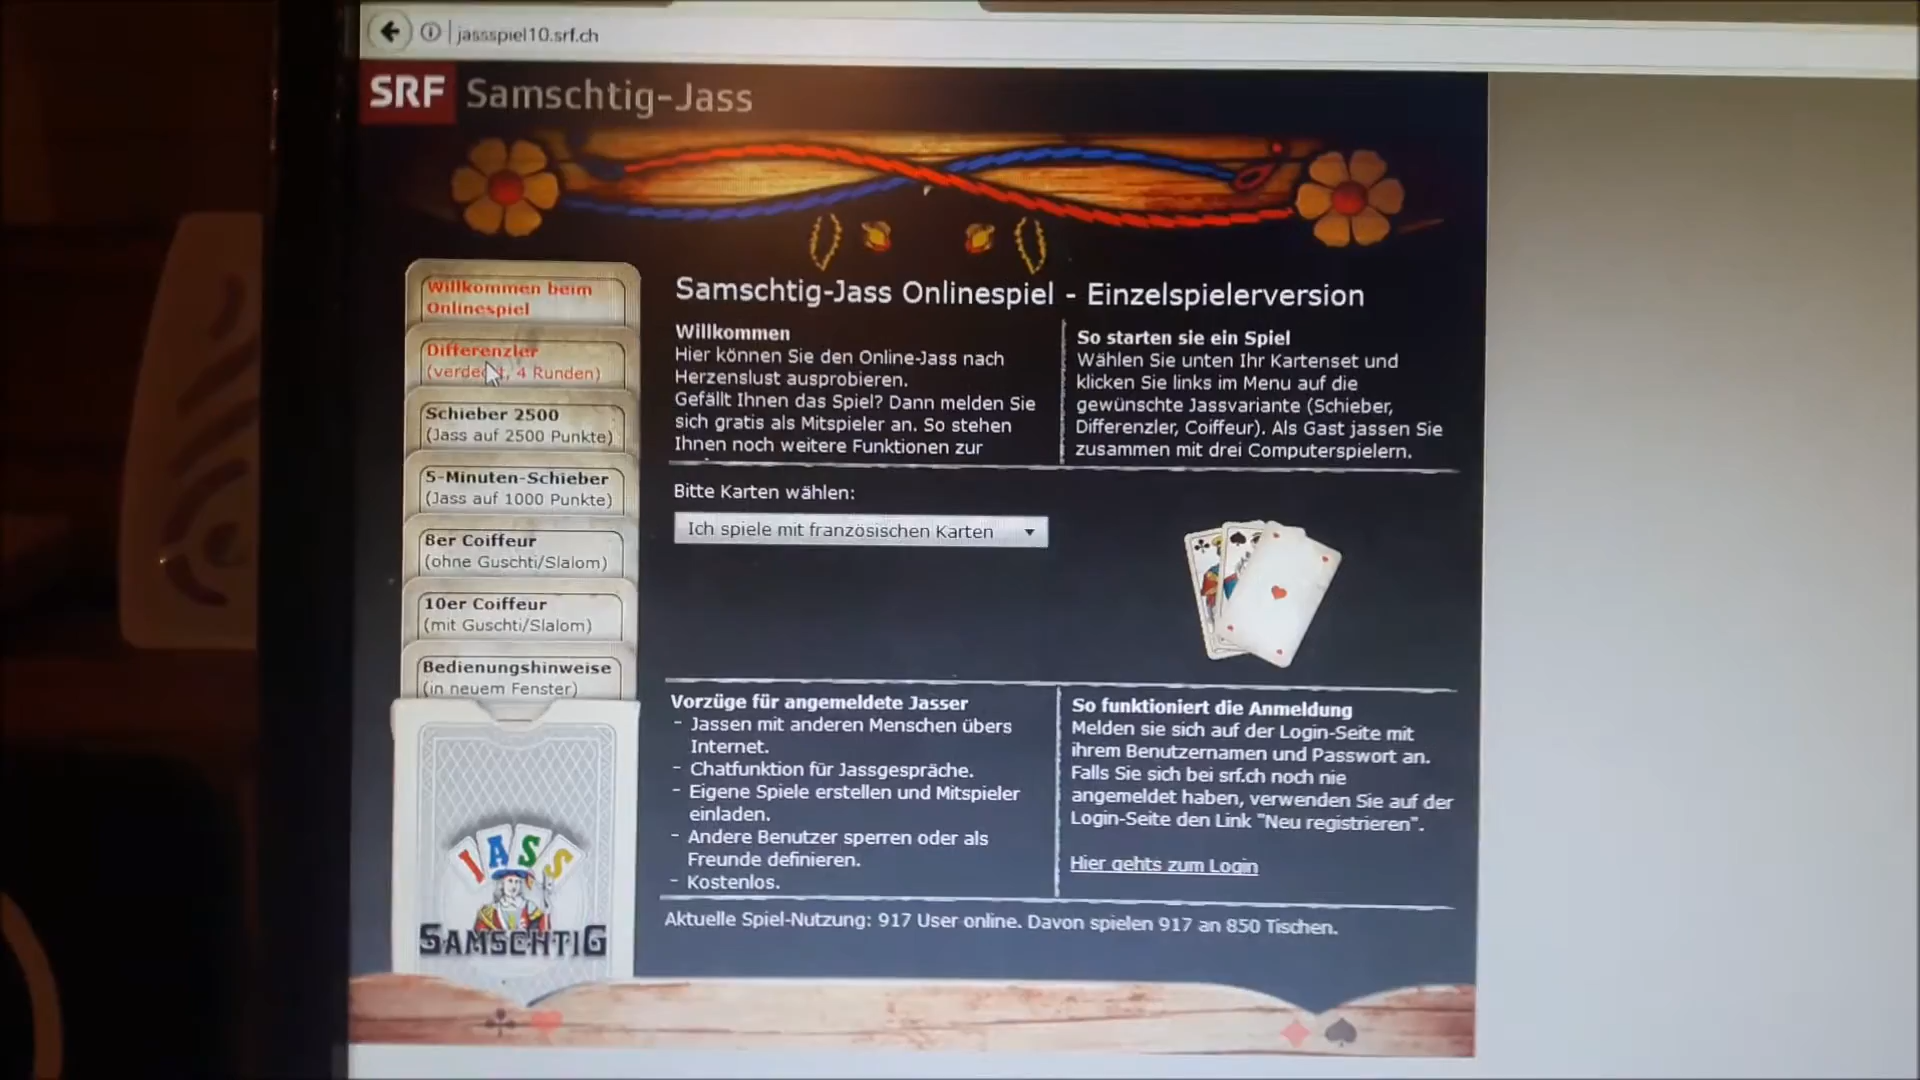 jassspiel10.srf.ch
SRF Samschtig-Jass
Willkommen beim
Onlinespiel
Differenzler
(verdeckt, 4 Runden)
Schieber 2500
(Jass auf 2500 Punkte)
5-Minuten-Schieber
(Jass auf 1000 Punkte)
8er Coiffeur
(ohne Guschti/Slalom)
10er Coiffeur
(mit Guschti/Slalom)
Bedienungshinweise
(in neuem Fenster)
JASS
SAMSCHTIG
Samschtig-Jass Onlinespiel - Einzelspielerversion
Willkommen
Hier können Sie den Online-Jass nach
Herzenslust ausprobieren.
Gefällt Ihnen das Spiel? Dann melden Sie
sich gratis als Mitspieler an. So stehen
Ihnen noch weitere Funktionen zur
So starten sie ein Spiel
Wählen Sie unten Ihr Kartenset und
klicken Sie links im Menu auf die
gewünschte Jassvariante (Schieber,
Differenzler, Coiffeur). Als Gast jassen Sie
zusammen mit drei Computerspielern.
Bitte Karten wählen:
Ich spiele mit französischen Karten
Vorzüge für angemeldete Jasser
- Jassen mit anderen Menschen übers
Internet.
- Chatfunktion für Jassgespräche.
- Eigene Spiele erstellen und Mitspieler
einladen.
- Andere Benutzer sperren oder als
Freunde definieren.
- Kostenlos.
So funktioniert die Anmeldung
Melden sie sich auf der Login-Seite mit
ihrem Benutzernamen und Passwort an.
Falls Sie sich bei srf.ch noch nie
angemeldet haben, verwenden Sie auf der
Login-Seite den Link "Neu registrieren".
Hier gehts zum Login
Aktuelle Spiel-Nutzung: 917 User online. Davon spielen 917 an 850 Tischen.